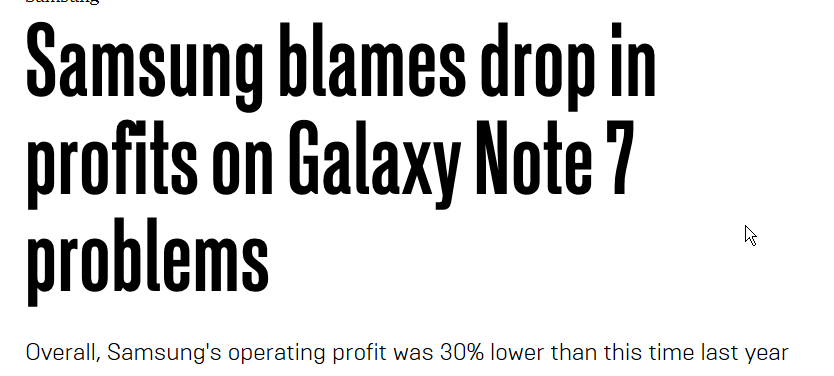 Samsung
Samsung blames drop in
profits on Galaxy Note 7
problems
Overall, Samsung's operating profit was 30% lower than this time last year